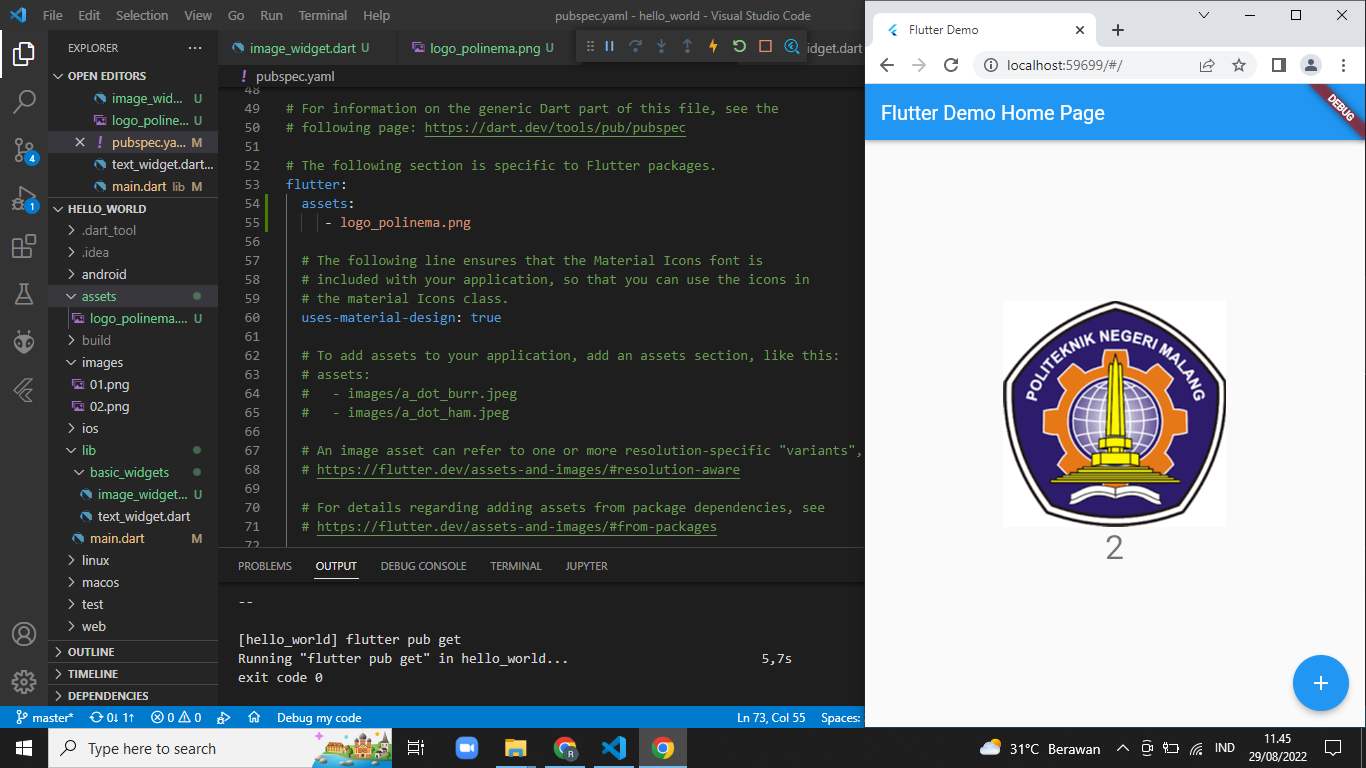 File Edit Selection View Go Run Terminal Help
pubspec.yaml - hello_world - Visual Studio Code
EXPLORER
OPEN EDITORS
image_wid... U
logo_poline... U
pubspec.ya... M
text_widget.dart...
main.dart lib M
HELLO_WORLD
.dart_tool
.idea
android
assets
logo_polinema.... U
build
images
01.png
02.png
ios
lib
basic_widgets
image_widget... U
text_widget.dart
main.dart M
linux
macos
test
web
OUTLINE
TIMELINE
DEPENDENCIES
4
1
image_widget.dart U
logo_polinema.png U
idget.dart
! pubspec.yaml
48
49 # For information on the generic Dart part of this file, see the
50 # following page: https://dart.dev/tools/pub/pubspec
51
52 # The following section is specific to Flutter packages.
53 flutter:
54 assets:
55 - logo_polinema.png
56
57 # The following line ensures that the Material Icons font is
58 # included with your application, so that you can use the icons in
59 # the material Icons class.
60 uses-material-design: true
61
62 # To add assets to your application, add an assets section, like this:
63 # assets:
64 #   - images/a_dot_burr.jpeg
65 #   - images/a_dot_ham.jpeg
66
67 # An image asset can refer to one or more resolution-specific "variants",
68 # https://flutter.dev/assets-and-images/#resolution-aware
69
70 # For details regarding adding assets from package dependencies, see
71 # https://flutter.dev/assets-and-images/#from-packages
72
PROBLEMS OUTPUT DEBUG CONSOLE TERMINAL JUPYTER
--
[hello_world] flutter pub get
Running "flutter pub get" in hello_world... 5,7s
exit code 0
master* 0↓ 1↑ 0 0 Debug my code Ln 73, Col 55 Spaces:
Flutter Demo
localhost:59699/#/
Flutter Demo Home Page
DEBUG
POLITEKNIK NEGERI MALANG
2
Type here to search
31°C Berawan
IND
11.45
29/08/2022